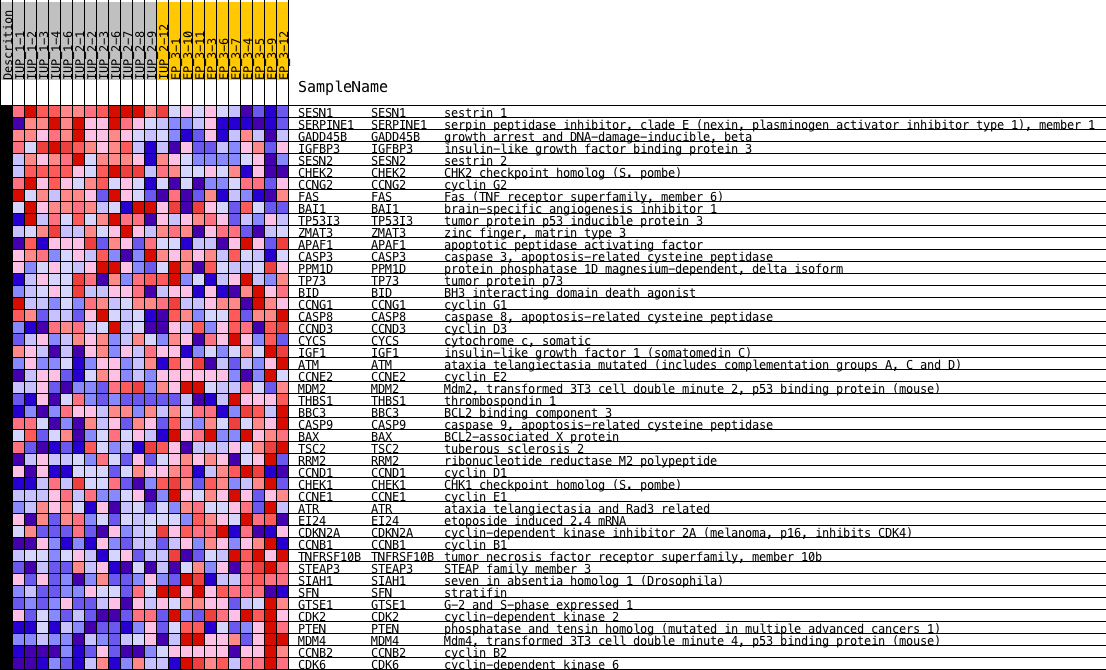 Descrition
IUP_1-1
IUP_1-2
IUP_1-3
IUP_1-4
IUP_1-6
IUP_2-1
IUP_2-2
IUP_2-3
IUP_2-6
IUP_2-7
IUP_2-8
IUP_2-9
IUP_2-12
EP_3-1
EP_3-10
EP_3-11
EP_3-3
EP_3-6
EP_3-7
EP_3-4
EP_3-5
EP_3-9
EP_3-12
SampleName
SESN1 SESN1 sestrin 1
SERPINE1 SERPINE1 serpin peptidase inhibitor, clade E (nexin, plasminogen activator inhibitor type 1), member 1
GADD45B GADD45B growth arrest and DNA-damage-inducible, beta
IGFBP3 IGFBP3 insulin-like growth factor binding protein 3
SESN2 SESN2 sestrin 2
CHEK2 CHEK2 CHK2 checkpoint homolog (S. pombe)
CCNG2 CCNG2 cyclin G2
FAS FAS Fas (TNF receptor superfamily, member 6)
BAI1 BAI1 brain-specific angiogenesis inhibitor 1
TP53I3 TP53I3 tumor protein p53 inducible protein 3
ZMAT3 ZMAT3 zinc finger, matrin type 3
APAF1 APAF1 apoptotic peptidase activating factor
CASP3 CASP3 caspase 3, apoptosis-related cysteine peptidase
PPM1D PPM1D protein phosphatase 1D magnesium-dependent, delta isoform
TP73 TP73 tumor protein p73
BID BID BH3 interacting domain death agonist
CCNG1 CCNG1 cyclin G1
CASP8 CASP8 caspase 8, apoptosis-related cysteine peptidase
CCND3 CCND3 cyclin D3
CYCS CYCS cytochrome c, somatic
IGF1 IGF1 insulin-like growth factor 1 (somatomedin C)
ATM ATM ataxia telangiectasia mutated (includes complementation groups A, C and D)
CCNE2 CCNE2 cyclin E2
MDM2 MDM2 Mdm2, transformed 3T3 cell double minute 2, p53 binding protein (mouse)
THBS1 THBS1 thrombospondin 1
BBC3 BBC3 BCL2 binding component 3
CASP9 CASP9 caspase 9, apoptosis-related cysteine peptidase
BAX BAX BCL2-associated X protein
TSC2 TSC2 tuberous sclerosis 2
RRM2 RRM2 ribonucleotide reductase M2 polypeptide
CCND1 CCND1 cyclin D1
CHEK1 CHEK1 CHK1 checkpoint homolog (S. pombe)
CCNE1 CCNE1 cyclin E1
ATR ATR ataxia telangiectasia and Rad3 related
EI24 EI24 etoposide induced 2.4 mRNA
CDKN2A CDKN2A cyclin-dependent kinase inhibitor 2A (melanoma, p16, inhibits CDK4)
CCNB1 CCNB1 cyclin B1
TNFRSF10B TNFRSF10B tumor necrosis factor receptor superfamily, member 10b
STEAP3 STEAP3 STEAP family member 3
SIAH1 SIAH1 seven in absentia homolog 1 (Drosophila)
SFN SFN stratifin
GTSE1 GTSE1 G-2 and S-phase expressed 1
CDK2 CDK2 cyclin-dependent kinase 2
PTEN PTEN phosphatase and tensin homolog (mutated in multiple advanced cancers 1)
MDM4 MDM4 Mdm4, transformed 3T3 cell double minute 4, p53 binding protein (mouse)
CCNB2 CCNB2 cyclin B2
CDK6 CDK6 cyclin-dependent kinase 6